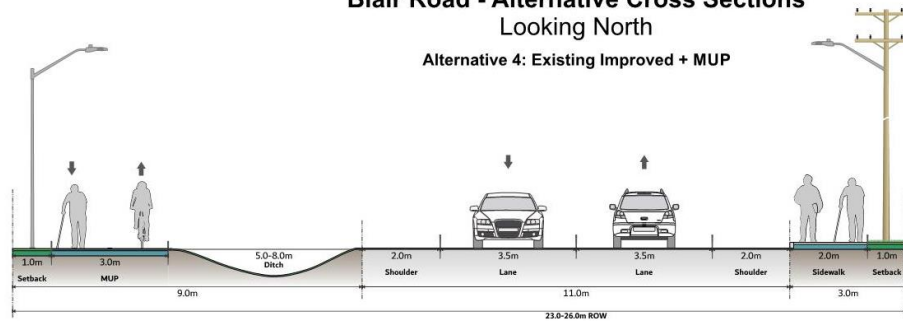 Blair Road - Alternative Cross Sections
Looking North
Alternative 4: Existing Improved + MUP
1.0m 3.0m 5.0-8.0m 2.0m 3.5m 3.5m 2.0m 2.0m 1.0m
Setback MUP Ditch Shoulder Lane Lane Shoulder Sidewalk Setback
9.0m 11.0m 3.0m
23.0-26.0m ROW